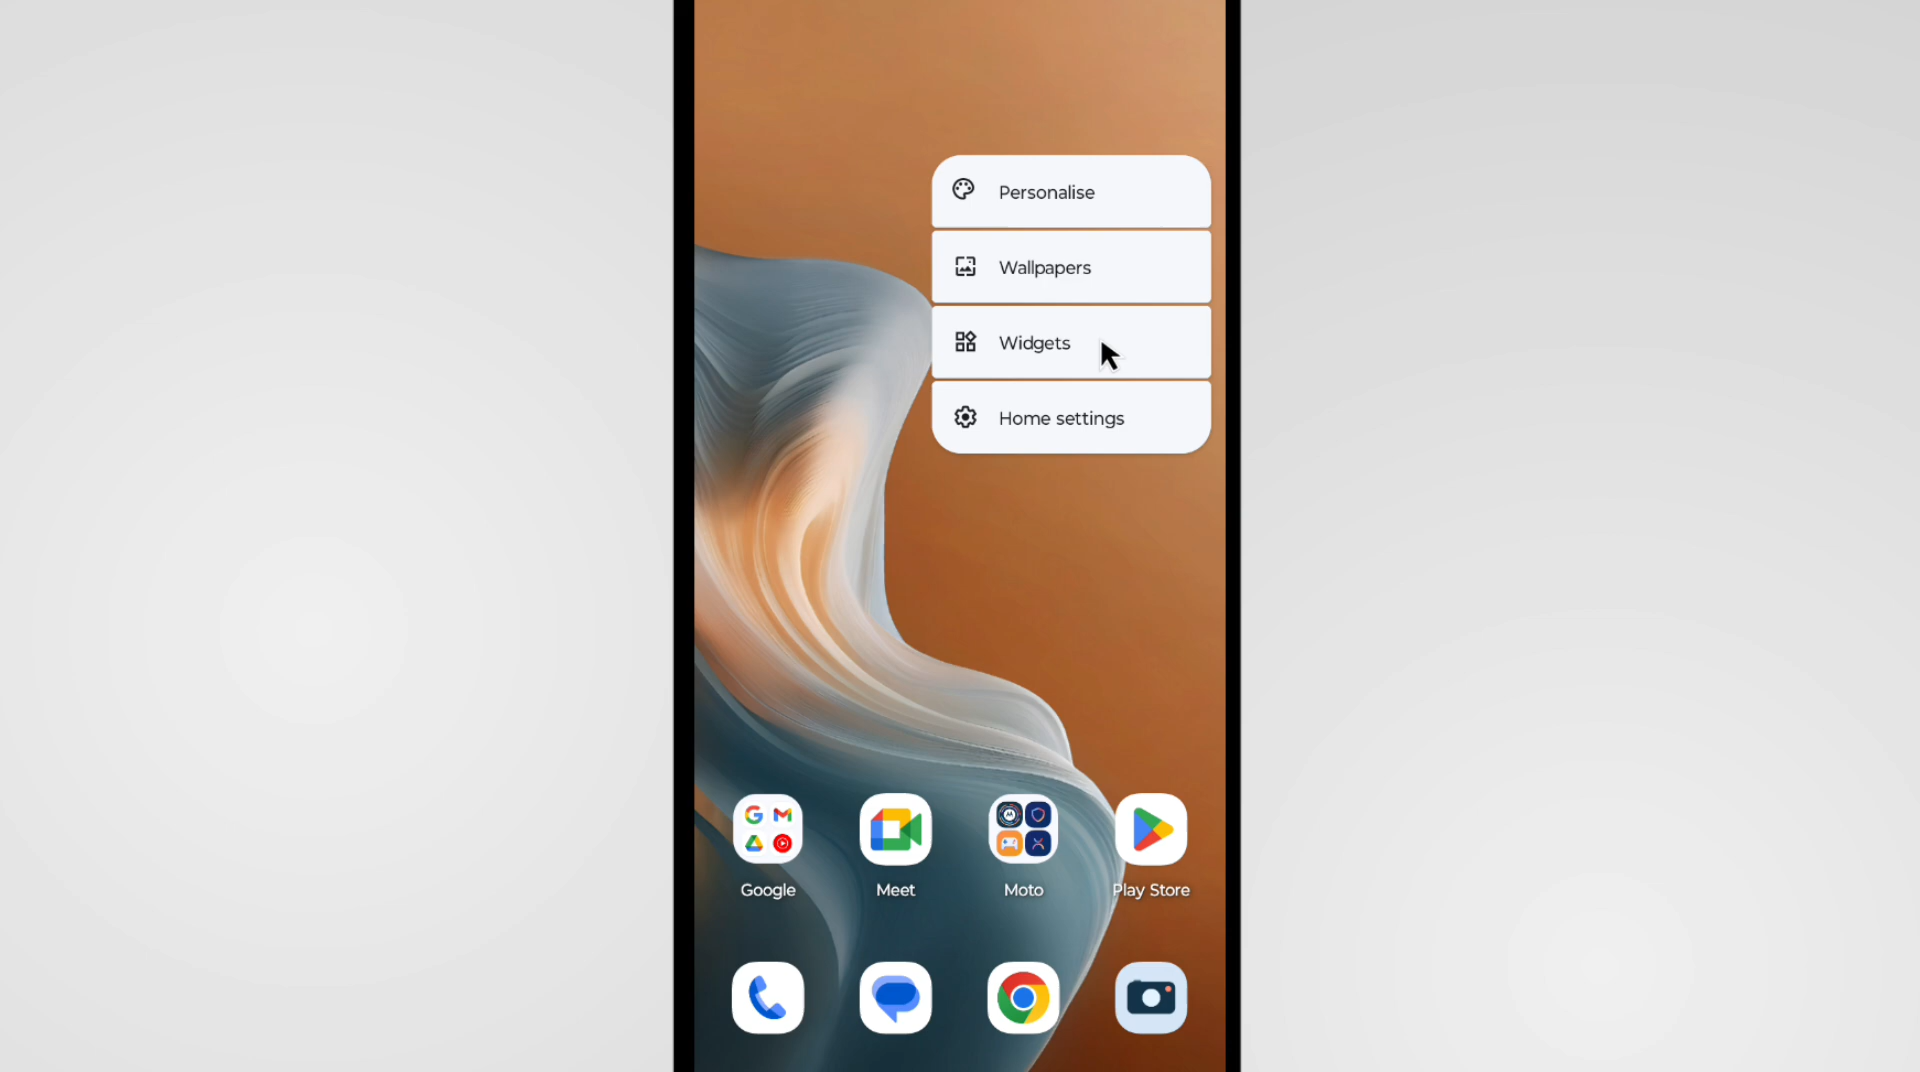 Personalise
Wallpapers
Widgets
Home settings
Google
Meet
Moto
Play Store